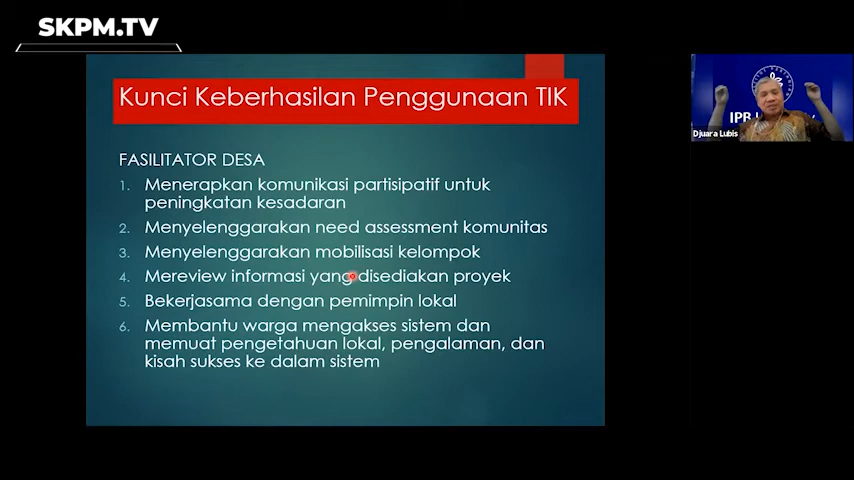 SKPM.TV
Kunci Keberhasilan Penggunaan TIK
FASILITATOR DESA
1. Menerapkan komunikasi partisipatif untuk
peningkatan kesadaran
2. Menyelenggarakan need assessment komunitas
3. Menyelenggarakan mobilisasi kelompok
4. Mereview informasi yang disediakan proyek
5. Bekerjasama dengan pemimpin lokal
6. Membantu warga mengakses sistem dan
memuat pengetahuan lokal, pengalaman, dan
kisah sukses ke dalam sistem
IPB
Djuara Lubis